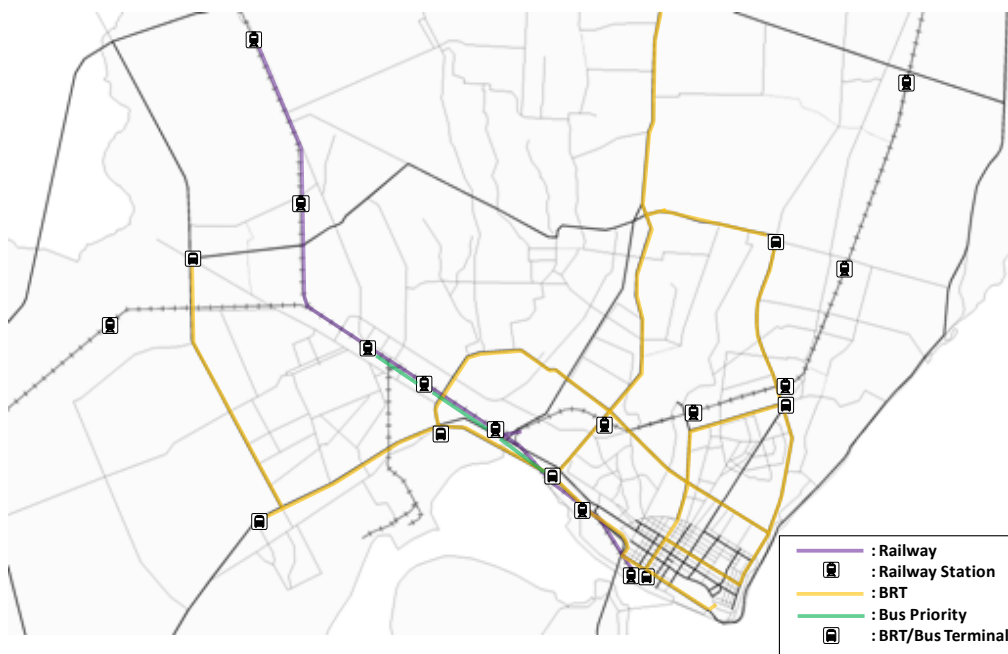 : Railway
: Railway Station
: BRT
: Bus Priority
: BRT/Bus Terminal